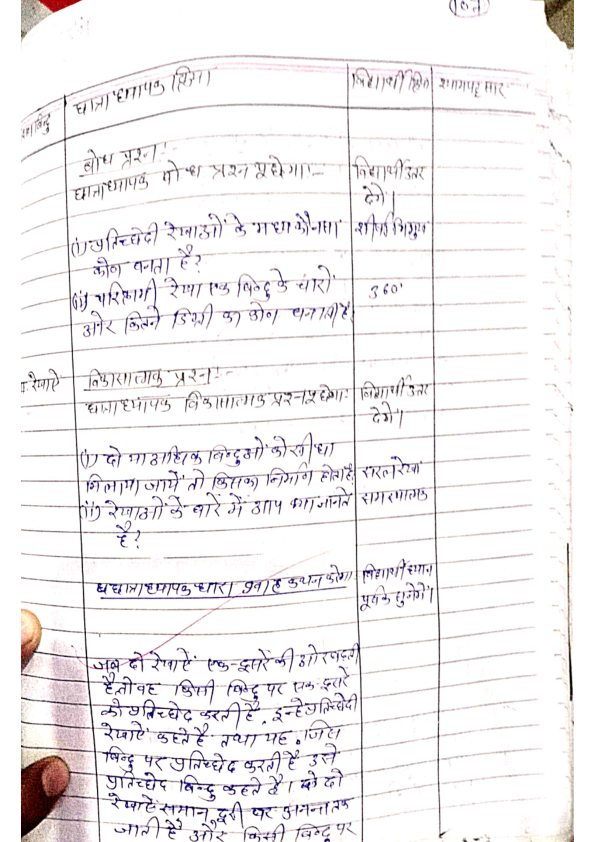 107
छात्राध्यापक क्रिया
विद्यार्थी क्रिया
श्यामपट्ट सार
बिन्दु
बोध प्रश्न:-
छात्राध्यापक बोध प्रश्न पूछेगा:-
विद्यार्थी उत्तर
देंगे।
(i) प्रतिच्छेदी रेखाओं के मध्य कौनसा
कोण बनता है?
शीर्षाभिमुख
(ii) परिक्रामी रेखा एक बिन्दु के चारों
ओर कितने डिग्री का कोण बनाती है
360°
रेखाऐं
विकासात्मक प्रश्न:-
छात्राध्यापक विकासात्मक प्रश्न पूछेगा:
विद्यार्थी उत्तर
देंगे।
(i) दो या अधिक बिन्दुओं को सीधा
मिलाया जायें तो किसका निर्माण होता है
सरल रेखा
(ii) रेखाओं के बारें में आप क्या जानते
है?
समस्यात्मक
छात्राध्यापक द्वारा प्रवाह कथन करेगा
विद्यार्थी ध्यान
पूर्वक सुनेगें।
जब दो रेखाऐं एक-दूसरे की ओर बढ़ती
है तो वह किसी बिन्दु पर एक-दूसरे
को प्रतिच्छेद करती है, इन्हें प्रतिच्छेदी
रेखाऐं कहते है तथा यह जिस
बिन्दु पर प्रतिच्छेद करती है उसे
प्रतिच्छेद बिन्दु कहते है। दो
रेखाऐं समान दूरी पर अनन्त तक
जाती है और किसी बिन्दु पर